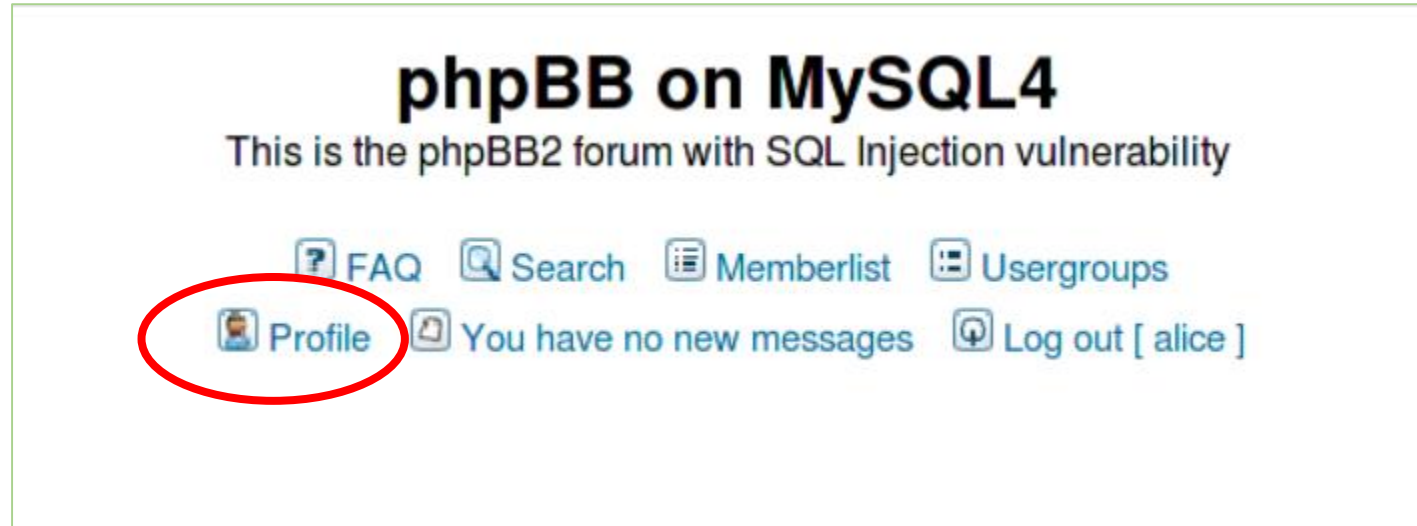 phpBB on MySQL4
This is the phpBB2 forum with SQL Injection vulnerability
FAQ Search Memberlist Usergroups
Profile You have no new messages Log out [ alice ]